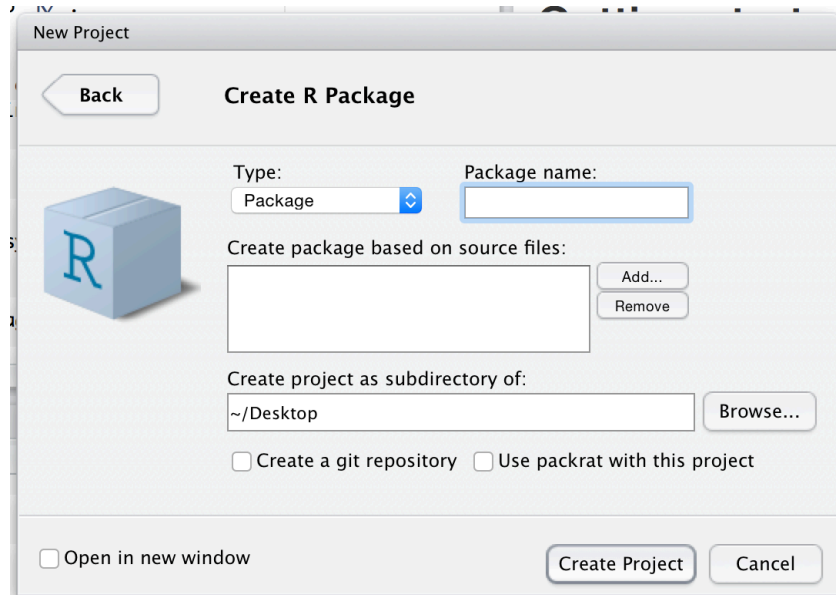 New Project
Back
Create R Package
Type:
Package name:
Package
R
Create package based on source files:
Add...
Remove
Create project as subdirectory of:
~/Desktop
Browse...
Create a git repository
Use packrat with this project
Open in new window
Create Project
Cancel